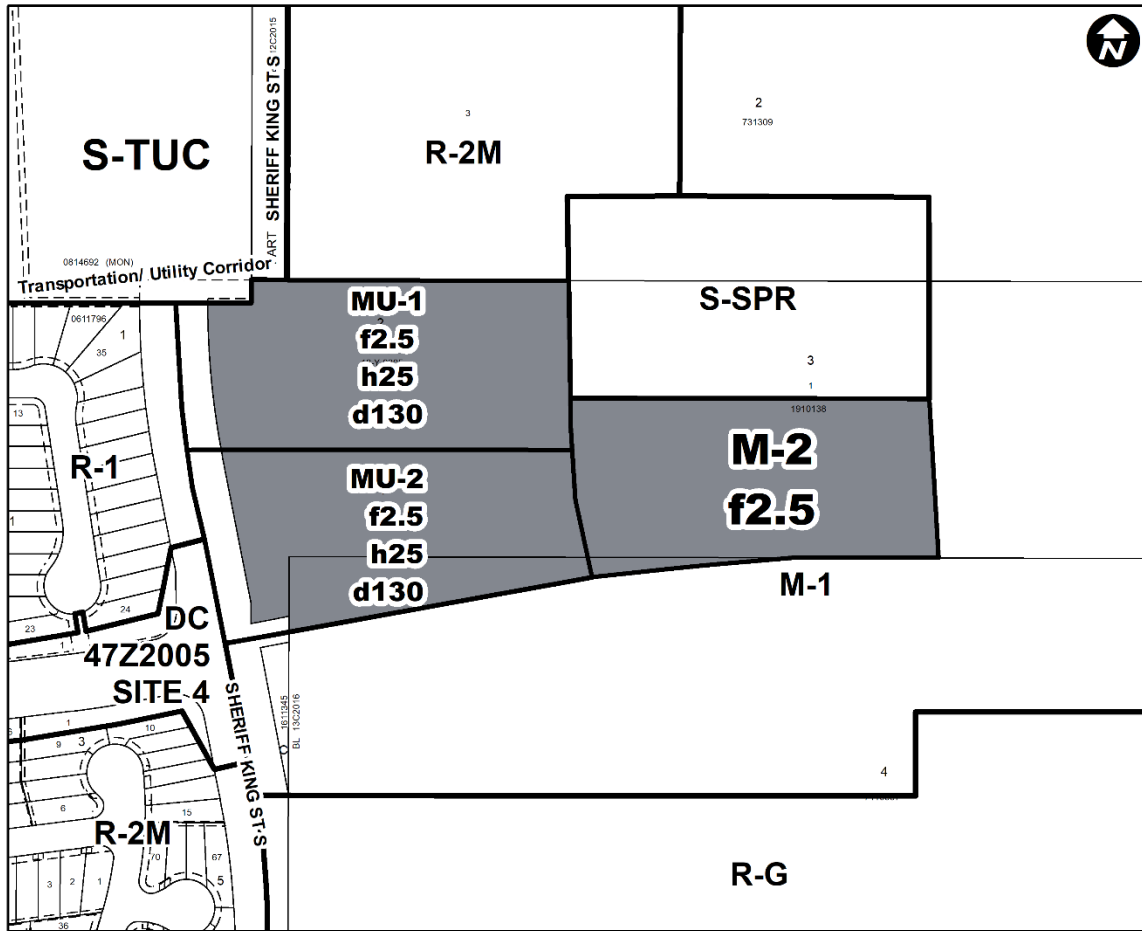 N
S-TUC
ART SHERIFF KING ST S 12C2015
3
R-2M
2
731309
0814692 (MON)
Transportation/ Utility Corridor
0611796
1
35
13
R-1
1
24
23
1
MU-1
f2.5
h25
d130
S-SPR
3
1
1910138
MU-2
f2.5
h25
d130
M-2
f2.5
M-1
DC
47Z2005
SITE 4
SHERIFF KING ST S
1611345
BL 13C2016
1
9
3
10
6
R-2M
15
70
67
5
3
2
1
36
4
R-G